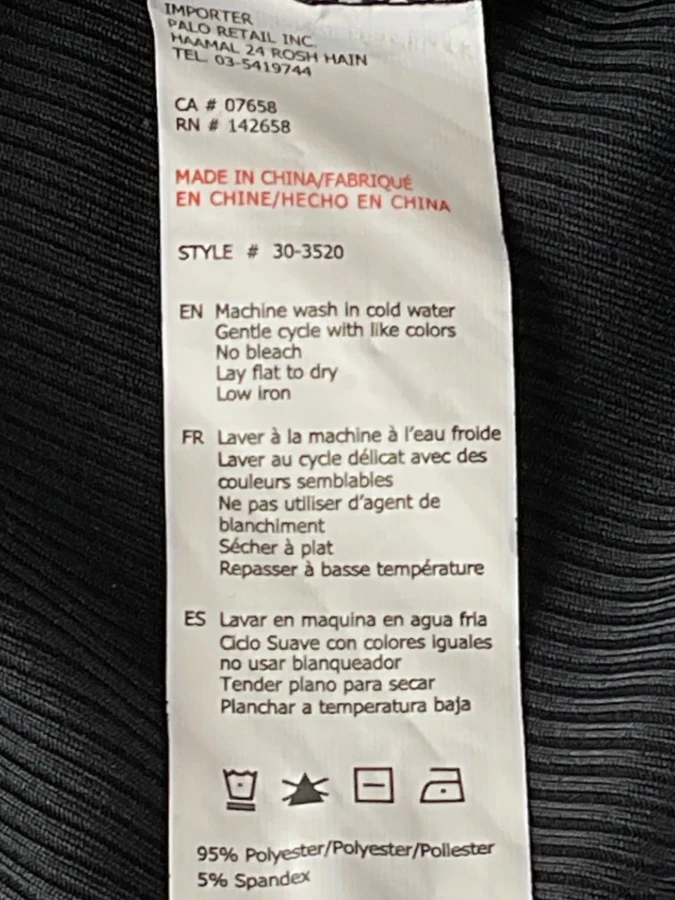 IMPORTER
PALO RETAIL INC.
HAAMAL 24 ROSH HAIN
TEL. 03-5419744
CA # 07658
RN # 142658
MADE IN CHINA/FABRIQUÉ
EN CHINE/HECHO EN CHINA
STYLE # 30-3520
EN Machine wash in cold water
Gentle cycle with like colors
No bleach
Lay flat to dry
Low iron
FR Laver à la machine à l'eau froide
Laver au cycle délicat avec des
couleurs semblables
Ne pas utiliser d'agent de
blanchiment
Sécher à plat
Repasser à basse température
ES Lavar en maquina en agua fria
Ciclo Suave con colores iguales
no usar blanqueador
Tender plano para secar
Planchar a temperatura baja
95% Polyester/Polyester/Poliester
5% Spandex